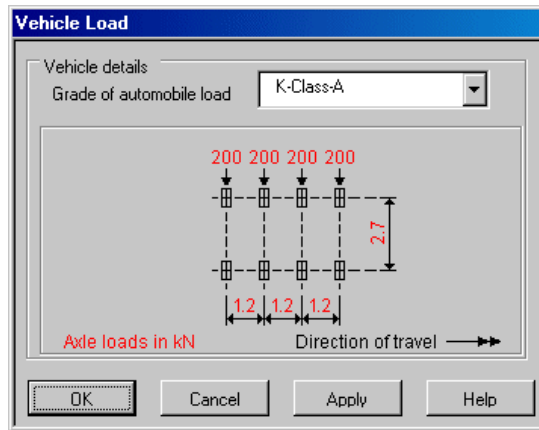 Vehicle Load
Vehicle details
Grade of automobile load K-Class-A
200 200 200 200
2.7
1.2 1.2 1.2
Axle loads in kN Direction of travel
OK Cancel Apply Help